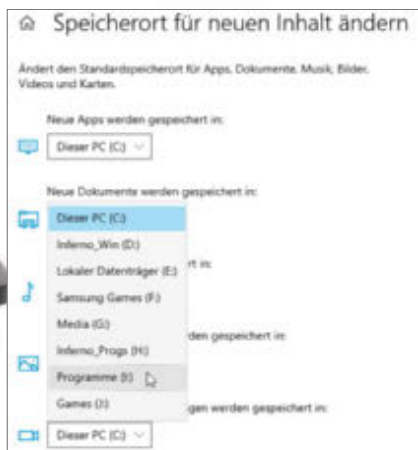 Speicherort für neuen Inhalt ändern
Ändert den Standardspeicherort für Apps, Dokumente, Musik, Bilder,
Videos und Karten.
Neue Apps werden gespeichert in:
Dieser PC (C:)
Neue Dokumente werden gespeichert in:
Dieser PC (C:)
Inferno_Win (D:)
Lokaler Datenträger (E:)
rt in:
Samsung Games (F:)
Media (G:)
den gespeichert in:
Inferno_Progs (H:)
Programme (I:)
Games (J:)
gen werden gespeichert in:
Dieser PC (C:)